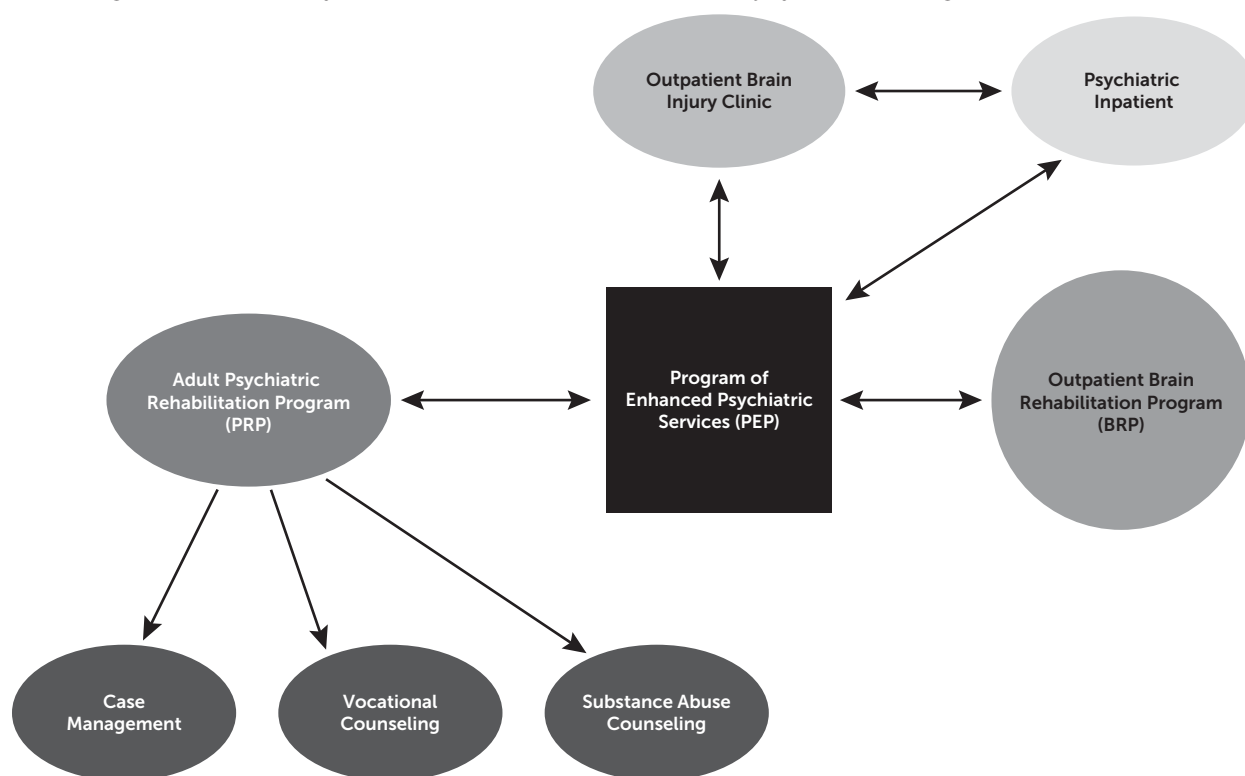 Outpatient Brain
Injury Clinic
Psychiatric
Inpatient
Adult Psychiatric
Rehabilitation Program
(PRP)
Program of
Enhanced Psychiatric
Services (PEP)
Outpatient Brain
Rehabilitation Program
(BRP)
Case
Management
Vocational
Counseling
Substance Abuse
Counseling